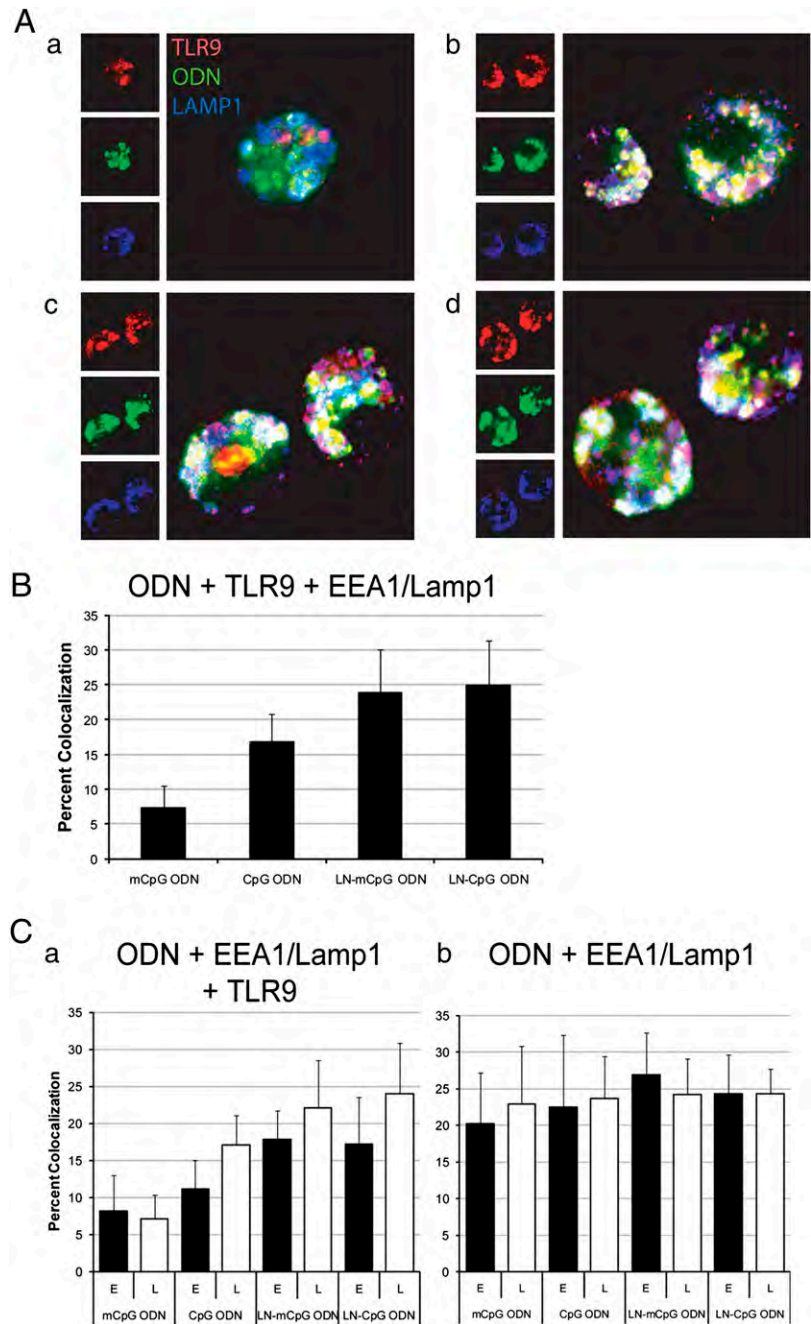 A
a
TLR9
ODN
LAMP1
b
c
d
B
ODN + TLR9 + EEA1/Lamp1
Percent Colocalization
35
30
25
20
15
10
5
0
mCpG ODN CpG ODN LN-mCpG ODN LN-CpG ODN
C
a
ODN + EEA1/Lamp1
+ TLR9
Percent Colocalization
35
30
25
20
15
10
5
0
E L E L E L E L
mCpG ODN CpG ODN LN-mCpG ODN LN-CpG ODN
b
ODN + EEA1/Lamp1
35
30
25
20
15
10
5
0
E L E L E L E L
mCpG ODN CpG ODN LN-mCpG ODN LN-CpG ODN